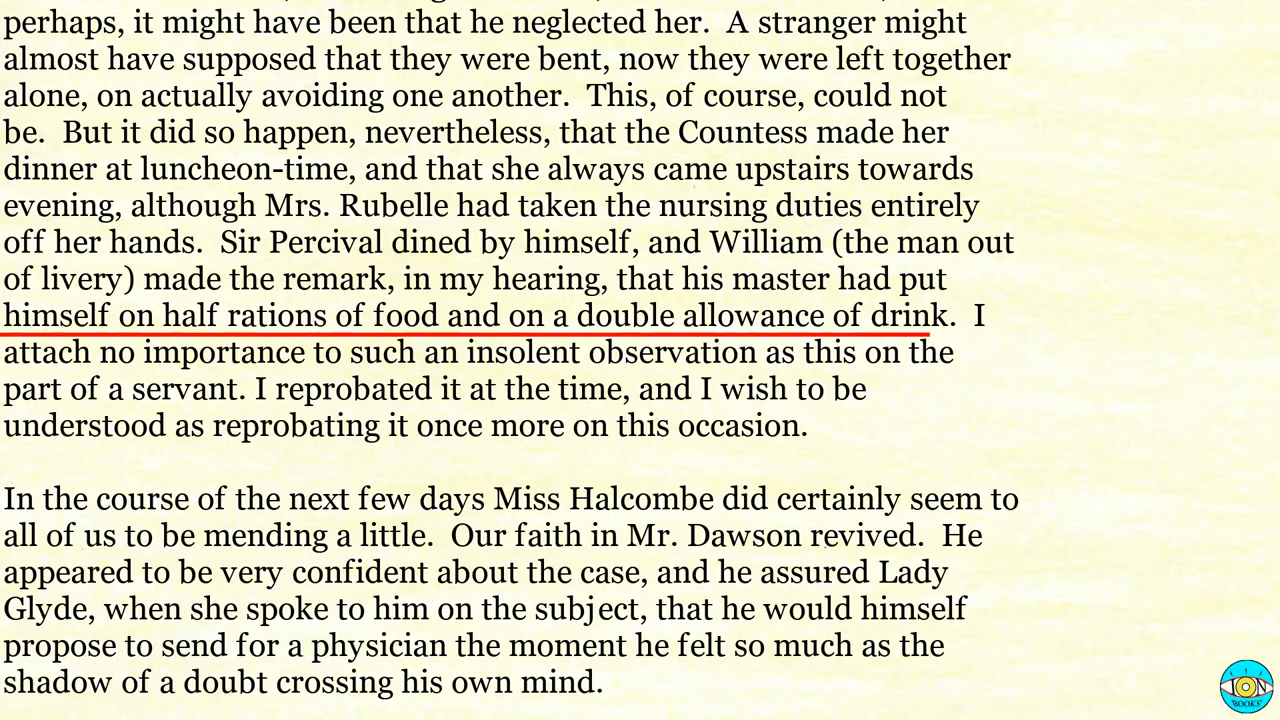 perhaps, it might have been that he neglected her.  A stranger might
almost have supposed that they were bent, now they were left together
alone, on actually avoiding one another.  This, of course, could not
be.  But it did so happen, nevertheless, that the Countess made her
dinner at luncheon-time, and that she always came upstairs towards
evening, although Mrs. Rubelle had taken the nursing duties entirely
off her hands.  Sir Percival dined by himself, and William (the man out
of livery) made the remark, in my hearing, that his master had put
himself on half rations of food and on a double allowance of drink.  I
attach no importance to such an insolent observation as this on the
part of a servant. I reprobated it at the time, and I wish to be
understood as reprobating it once more on this occasion.
In the course of the next few days Miss Halcombe did certainly seem to
all of us to be mending a little.  Our faith in Mr. Dawson revived.  He
appeared to be very confident about the case, and he assured Lady
Glyde, when she spoke to him on the subject, that he would himself
propose to send for a physician the moment he felt so much as the
shadow of a doubt crossing his own mind.
ION
BOOKS